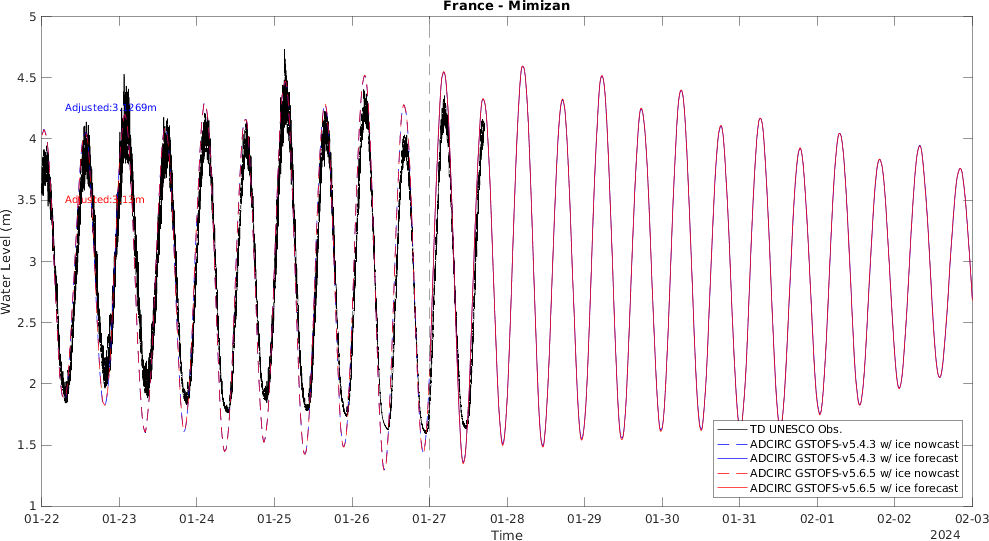 France - Mimizan
5
4.5
4
3.5
3
2
1.5
1
Water Level (m)
Adjusted:3.
269m
Adjusted:3.13m
01-22
01-23
01-24
01-25
01-26
01-27
01-28
01-29
01-30
01-31
02-01
02-02
02-03
Time
2024
TD UNESCO Obs.
ADCIRC GSTOFS-v5.4.3 w/ ice nowcast
ADCIRC GSTOFS-v5.4.3 w/ ice forecast
ADCIRC GSTOFS-v5.6.5 w/ ice nowcast
ADCIRC GSTOFS-v5.6.5 w/ ice forecast